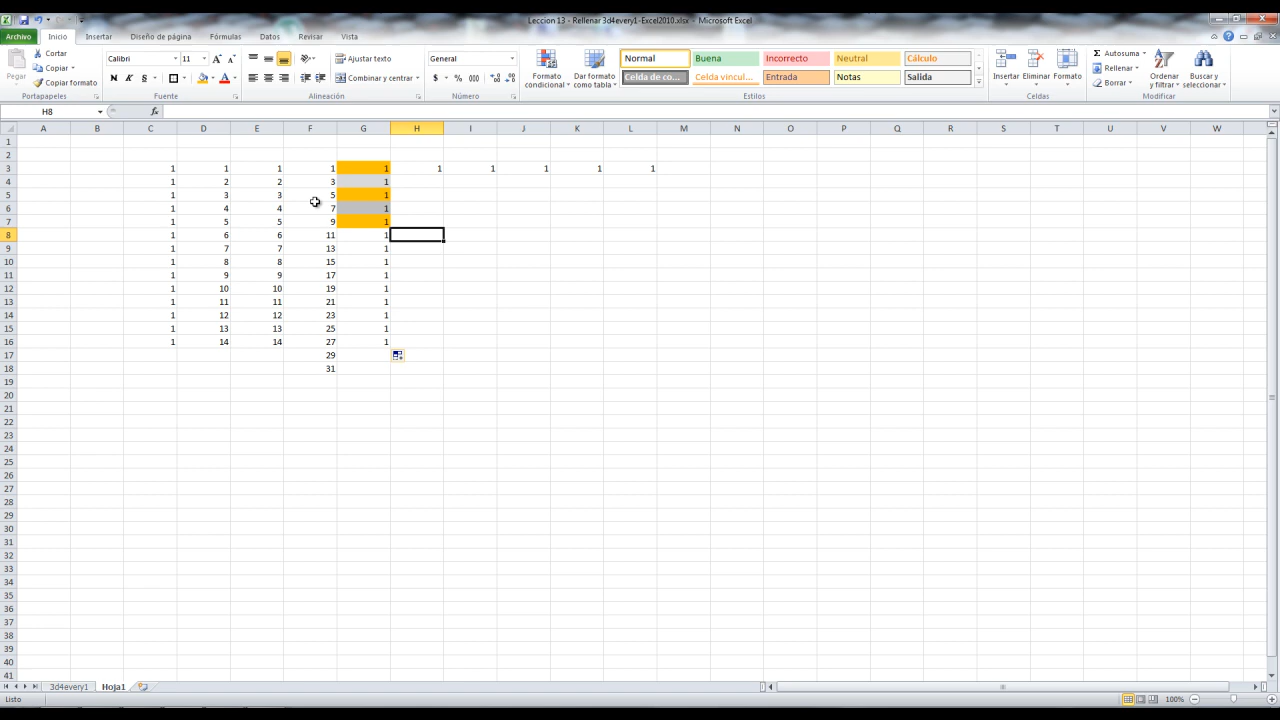 Leccion 13 - Rellenar 3d4every1-Excel2010.xlsx - Microsoft Excel
Archivo Inicio Insertar Diseño de página Fórmulas Datos Revisar Vista
Pegar Cortar Copiar Copiar formato Portapapeles
Calibri 11 N K S Fuente
Ajustar texto Combinar y centrar Alineación
General $ % 000 Número
Formato condicional Dar formato como tabla
Normal Buena Incorrecto Neutral Cálculo
Celda de co... Celda vincul... Entrada Notas Salida
Estilos
Insertar Eliminar Formato Celdas
Autosuma Rellenar Borrar Ordenar y filtrar Buscar y seleccionar Modificar
H8 fx
A B C D E F G H I J K L M N O P Q R S T U V W
1
2
3 1 1 1 1 1 1 1 1 1 1
4 1 2 2 3 1
5 1 3 3 5 1
6 1 4 4 7 1
7 1 5 5 9 1
8 1 6 6 11 1
9 1 7 7 13 1
10 1 8 8 15 1
11 1 9 9 17 1
12 1 10 10 19 1
13 1 11 11 21 1
14 1 12 12 23 1
15 1 13 13 25 1
16 1 14 14 27 1
17 29
18 31
19
20
21
22
23
24
25
26
27
28
29
30
31
32
33
34
35
36
37
38
39
40
41
3d4every1 Hoja1
Listo 100%